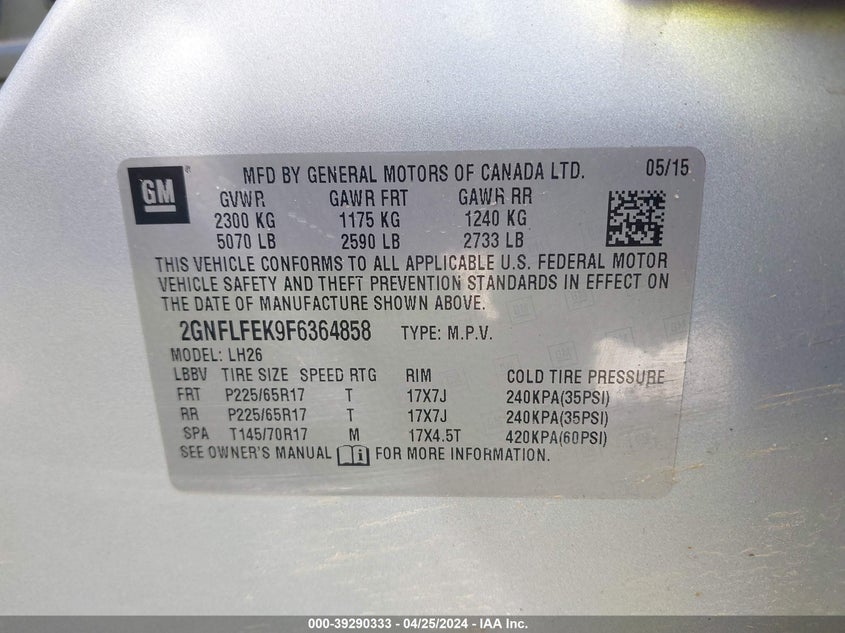 GM MFD BY GENERAL MOTORS OF CANADA LTD. 05/15
GVWR GAWR FRT GAWR RR
2300 KG 1175 KG 1240 KG
5070 LB 2590 LB 2733 LB
THIS VEHICLE CONFORMS TO ALL APPLICABLE U.S. FEDERAL MOTOR
VEHICLE SAFETY AND THEFT PREVENTION STANDARDS IN EFFECT ON
THE DATE OF MANUFACTURE SHOWN ABOVE.
2GNFLFEK9F6364858 TYPE: M.P.V.
MODEL: LH26
LBBV TIRE SIZE SPEED RTG RIM COLD TIRE PRESSURE
FRT P225/65R17 T 17X7J 240KPA(35PSI)
RR P225/65R17 T 17X7J 240KPA(35PSI)
SPA T145/70R17 M 17X4.5T 420KPA(60PSI)
SEE OWNER'S MANUAL FOR MORE INFORMATION.
000-39290333 - 04/25/2024 - IAA Inc.